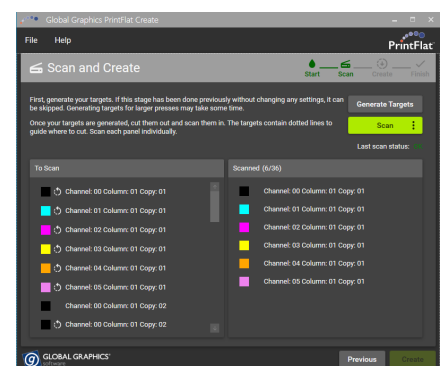 Global Graphics PrintFlat Create
File Help
PrintFlat
Scan and Create
Start Scan Create Finish
First, generate your targets. If this stage has been done previously without changing any settings, it can
be skipped. Generating targets for larger presses may take some time.
Generate Targets
Once your targets are generated, cut them out and scan them in. The targets contain dotted lines to
guide where to cut. Scan each panel individually.
Scan
Last scan status:
To Scan
Channel: 00 Column: 01 Copy: 01
Channel: 01 Column: 01 Copy: 01
Channel: 02 Column: 01 Copy: 01
Channel: 03 Column: 01 Copy: 01
Channel: 04 Column: 01 Copy: 01
Channel: 05 Column: 01 Copy: 01
Channel: 00 Column: 01 Copy: 02
Channel: 00 Column: 01 Copy: 02
Scanned (6/36)
Channel: 00 Column: 01 Copy: 01
Channel: 01 Column: 01 Copy: 01
Channel: 02 Column: 01 Copy: 01
Channel: 03 Column: 01 Copy: 01
Channel: 04 Column: 01 Copy: 01
Channel: 05 Column: 01 Copy: 01
GLOBAL GRAPHICS
software
Previous
Create